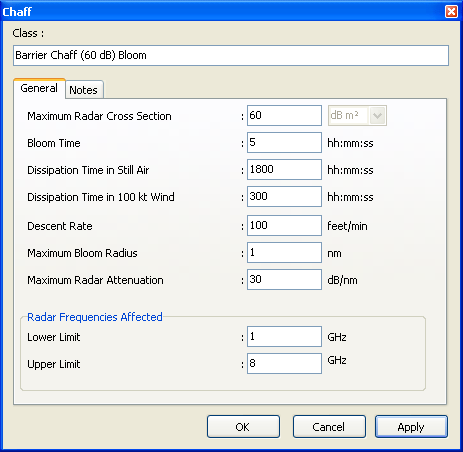 Chaff
Class :
Barrier Chaff (60 dB) Bloom
General Notes
Maximum Radar Cross Section : 60 dB m²
Bloom Time : 5 hh:mm:ss
Dissipation Time in Still Air : 1800 hh:mm:ss
Dissipation Time in 100 kt Wind : 300 hh:mm:ss
Descent Rate : 100 feet/min
Maximum Bloom Radius : 1 nm
Maximum Radar Attenuation : 30 dB/nm
Radar Frequencies Affected
Lower Limit : 1 GHz
Upper Limit : 8 GHz
OK Cancel Apply